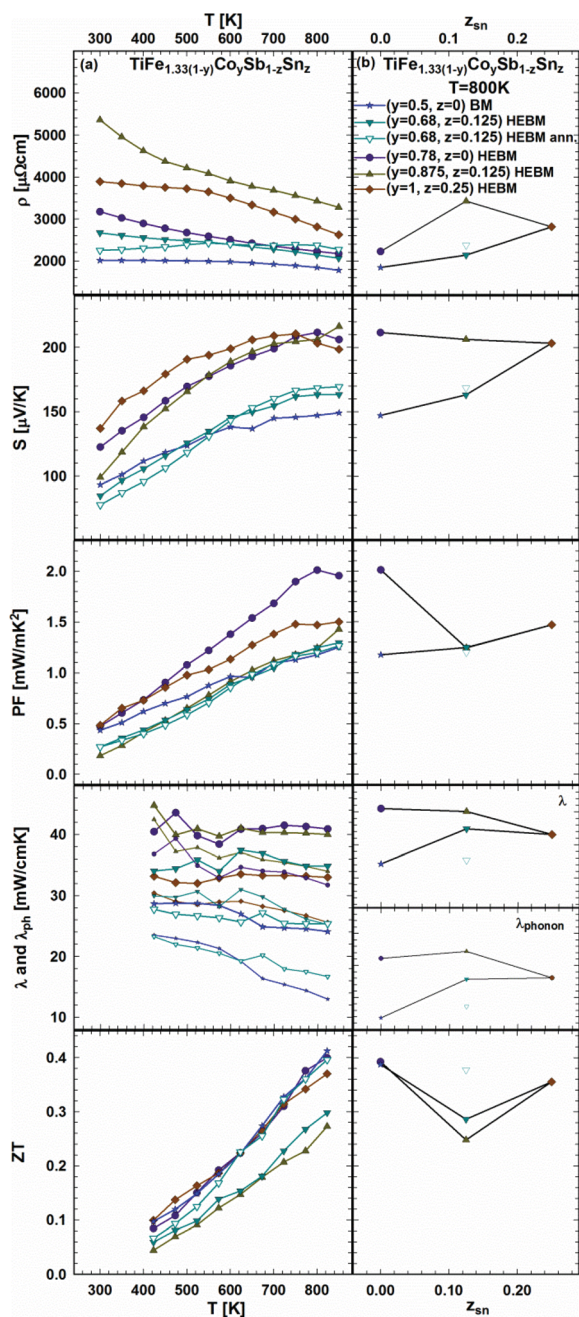 T [K]
300 400 500 600 700 800
z_sn
0.0 0.1 0.2
(a) TiFe1.33(1-y)CoySb1-zSnz
(b) TiFe1.33(1-y)CoySb1-zSnz
T=800K
(y=0.5, z=0) BM
(y=0.68, z=0.125) HEBM
(y=0.68, z=0.125) HEBM ann.
(y=0.78, z=0) HEBM
(y=0.875, z=0.125) HEBM
(y=1, z=0.25) HEBM
ρ [μΩcm]
6000
5000
4000
3000
2000
S [μV/K]
200
150
100
PF [mW/mK²]
2.0
1.5
1.0
0.5
0.0
λ and λph [mW/cmK]
40
30
20
10
λ
λphonon
ZT
0.4
0.3
0.2
0.1
0.0
300 400 500 600 700 800
T [K]
0.00 0.10 0.20
z_sn